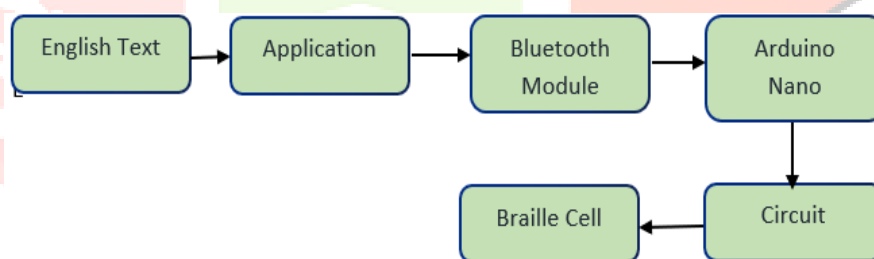 English Text
Application
Bluetooth
Module
Arduino
Nano
Circuit
Braille Cell